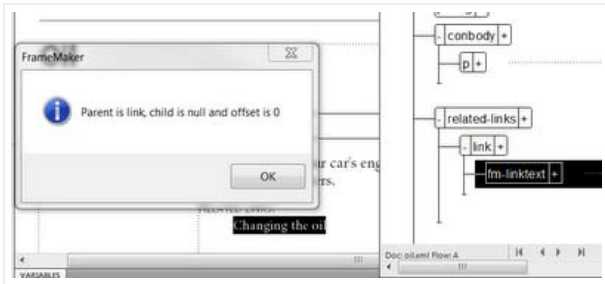 FrameMaker
Parent is link, child is null and offset is 0
OK
ur car's eng
rs.
Changing the oil
VARIABLES
- conbody +
p +
- related-links +
- link +
fm-linktext +
Doc: oil.xml Flow: A